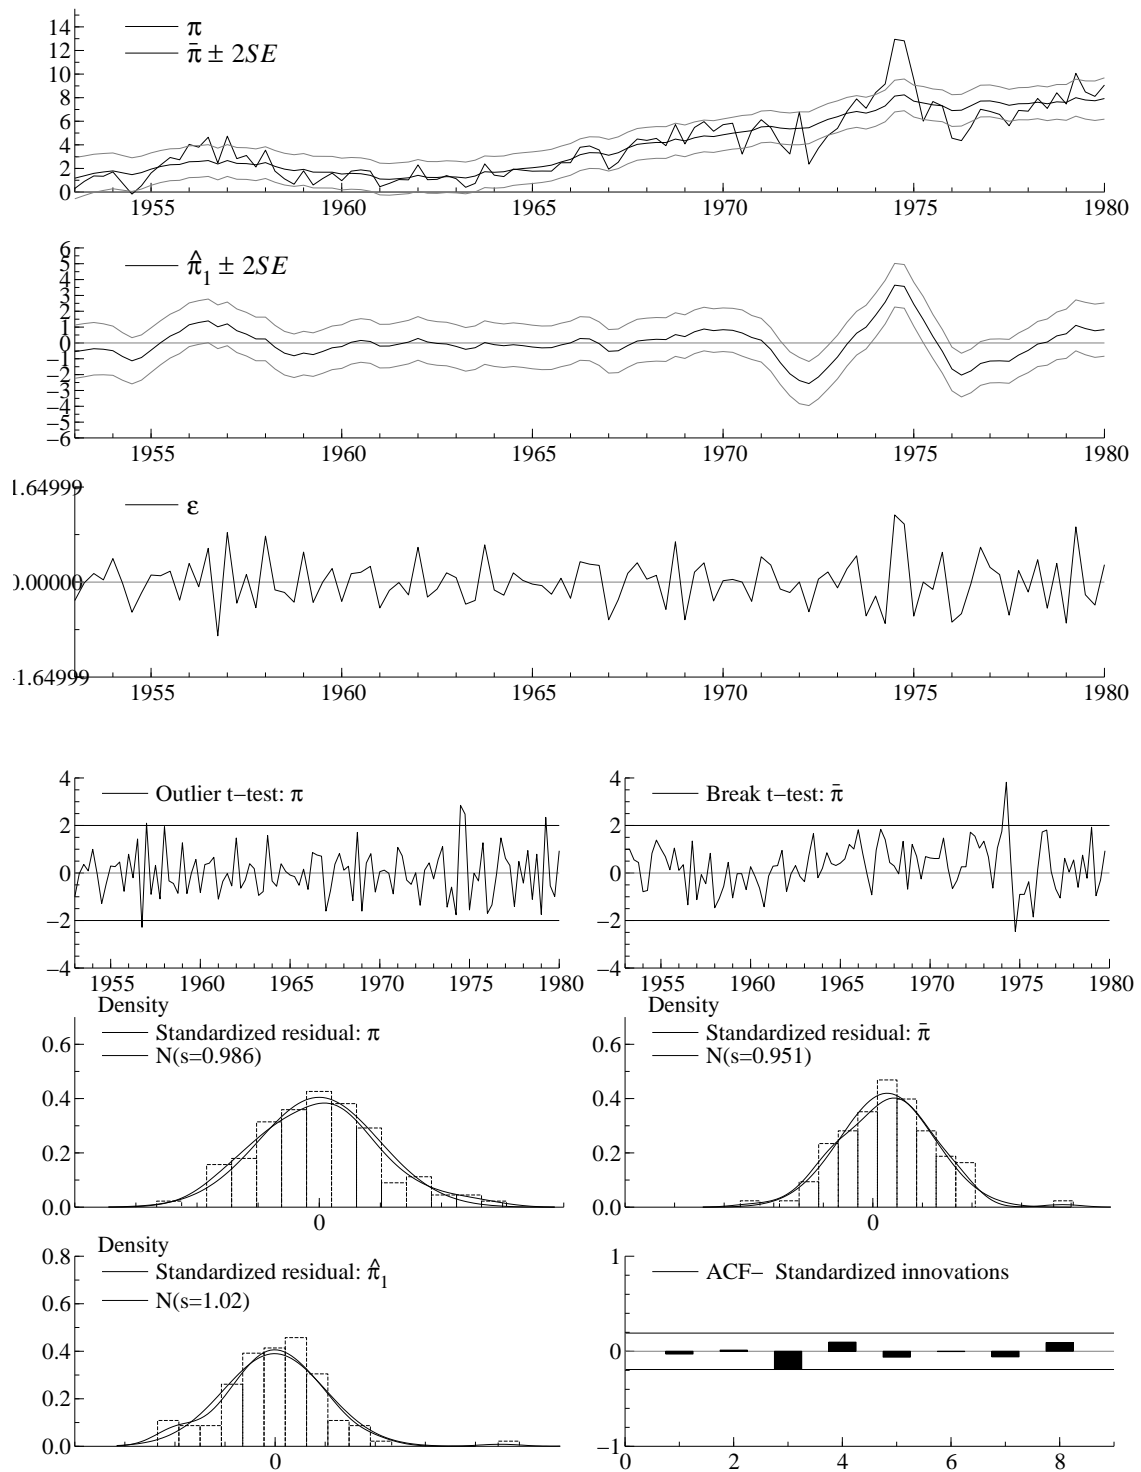 14
12
10
8
6
4
2
0
π
π̄ ± 2SE
1955 1960 1965 1970 1975 1980
6
5
4
3
2
1
0
−1
−2
−3
−4
−5
−6
π̂1 ± 2SE
1955 1960 1965 1970 1975 1980
1.64999
0.00000
-1.64999
ε
1955 1960 1965 1970 1975 1980
4
2
0
−2
−4
Outlier t−test: π
1955 1960 1965 1970 1975 1980
4
2
0
−2
−4
Break t−test: π̄
1955 1960 1965 1970 1975 1980
Density
0.6
0.4
0.2
0.0
Standardized residual: π
N(s=0.986)
0
Density
0.6
0.4
0.2
0.0
Standardized residual: π̄
N(s=0.951)
0
Density
0.8
0.6
0.4
0.2
0.0
Standardized residual: π̂1
N(s=1.02)
0
1
0
−1
ACF− Standardized innovations
0 2 4 6 8